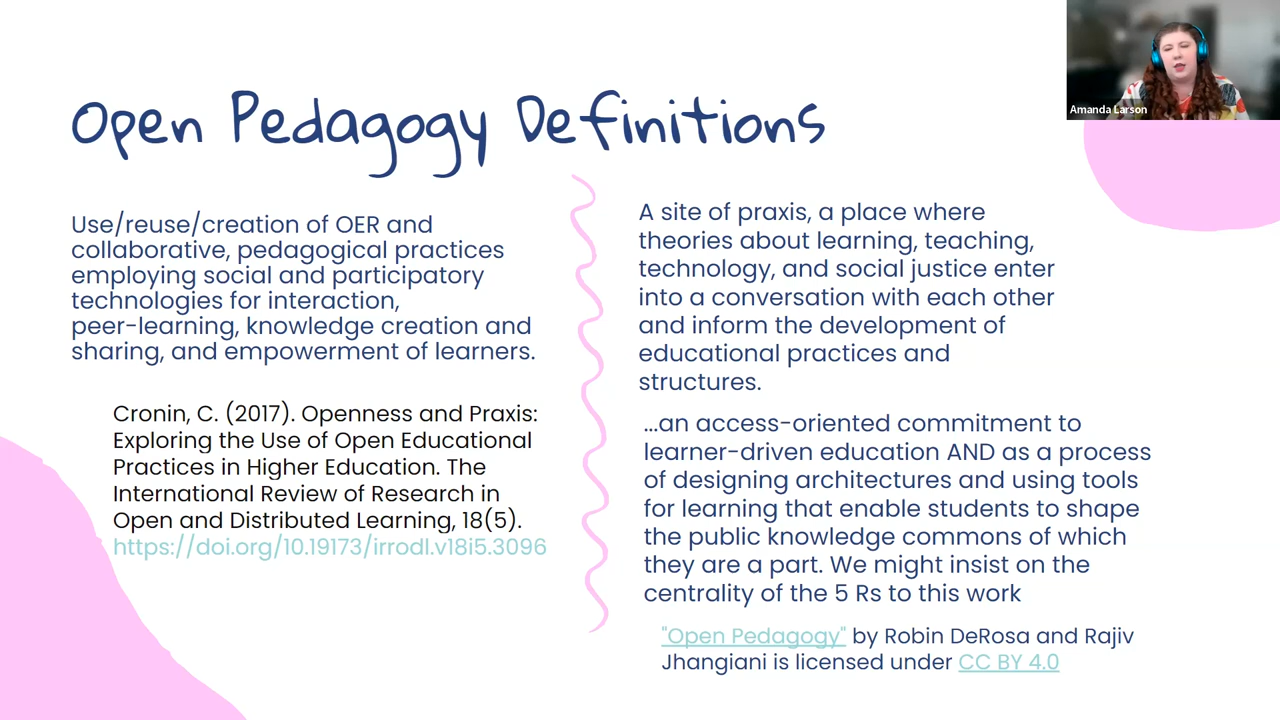 Amanda Larson
Open Pedagogy Definitions
Use/reuse/creation of OER and
collaborative, pedagogical practices
employing social and participatory
technologies for interaction,
peer-learning, knowledge creation and
sharing, and empowerment of learners.
Cronin, C. (2017). Openness and Praxis:
Exploring the Use of Open Educational
Practices in Higher Education. The
International Review of Research in
Open and Distributed Learning, 18(5).
https://doi.org/10.19173/irrodl.v18i5.3096
A site of praxis, a place where
theories about learning, teaching,
technology, and social justice enter
into a conversation with each other
and inform the development of
educational practices and
structures.
…an access-oriented commitment to
learner-driven education AND as a process
of designing architectures and using tools
for learning that enable students to shape
the public knowledge commons of which
they are a part. We might insist on the
centrality of the 5 Rs to this work
"Open Pedagogy" by Robin DeRosa and Rajiv
Jhangiani is licensed under CC BY 4.0